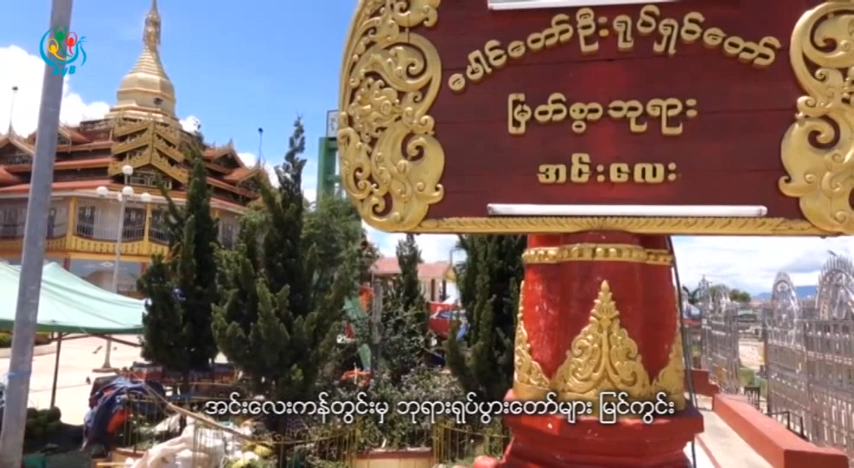 ဖောင်တော်ဦးရုပ်ရှင်တော်
မြတ်စွာဘုရား
အင်းလေး
အင်းလေးကန်တွင်းမှ ဘုရားရုပ်ပွားတော်များ မြင်ကွင်း